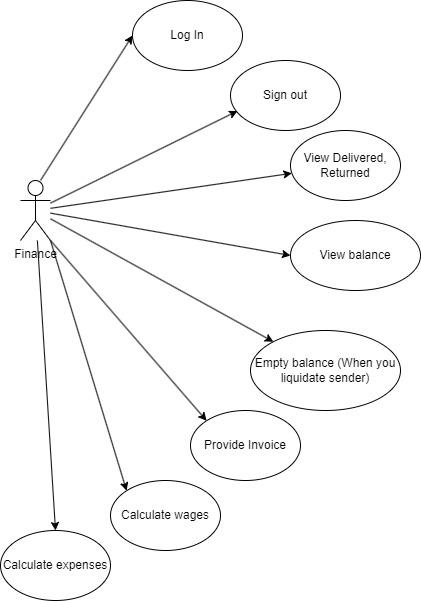 Log In
Sign out
View Delivered,
Returned
Finance
View balance
Empty balance (When you
liquidate sender)
Provide Invoice
Calculate wages
Calculate expenses